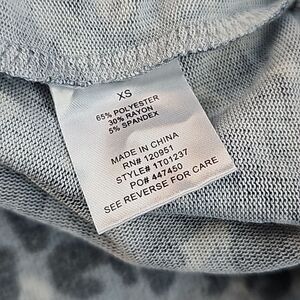 XS
65% POLYESTER
30% RAYON
5% SPANDEX
MADE IN CHINA
RN# 120951
STYLE# 1T01237
PO# 447450
SEE REVERSE FOR CARE